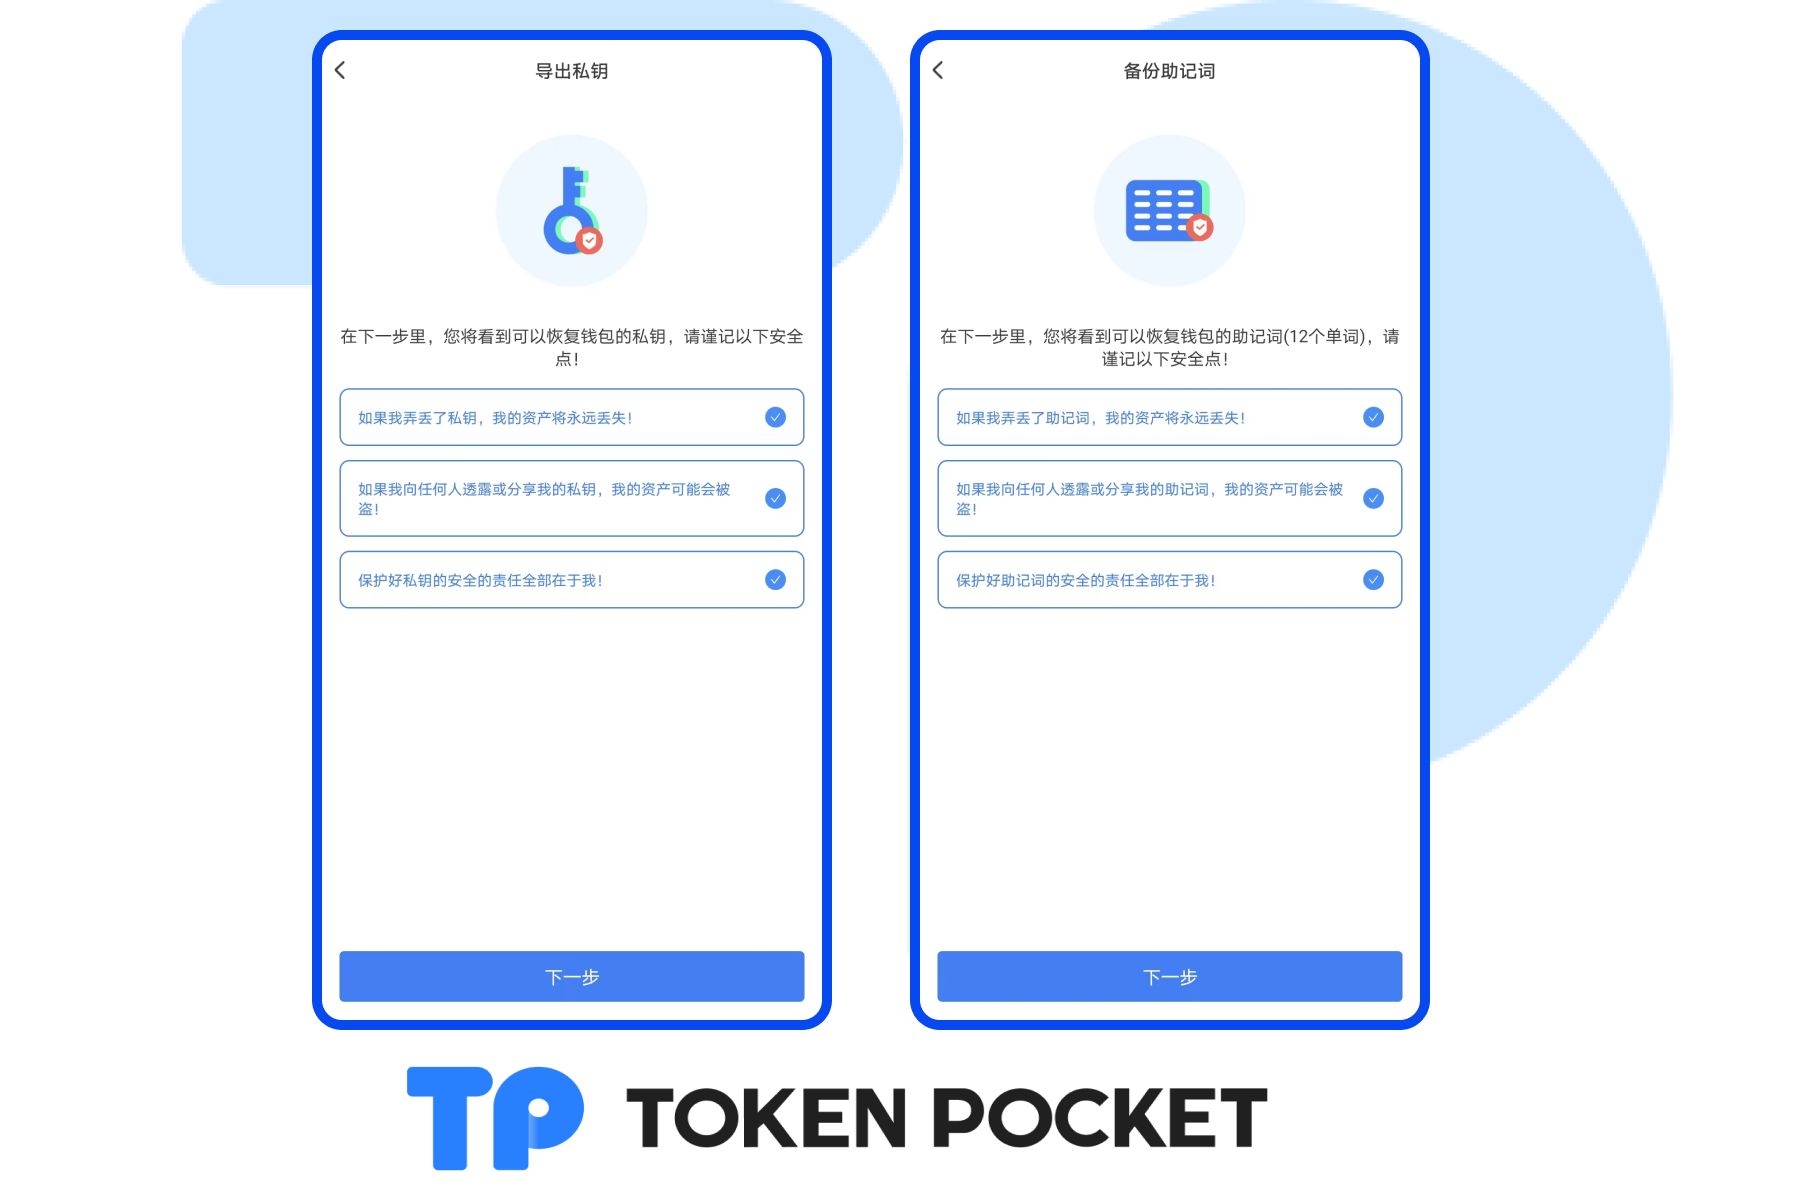 导出私钥
在下一步里，您将看到可以恢复钱包的私钥，请谨记以下安全
点！
如果我弄丢了私钥，我的资产将永远丢失！
如果我向任何人透露或分享我的私钥，我的资产可能会被
盗！
保护好私钥的安全的责任全部在于我！
下一步
备份助记词
在下一步里，您将看到可以恢复钱包的助记词(12个单词)，请
谨记以下安全点！
如果我弄丢了助记词，我的资产将永远丢失！
如果我向任何人透露或分享我的助记词，我的资产可能会被
盗！
保护好助记词的安全的责任全部在于我！
下一步
TP TOKEN POCKET